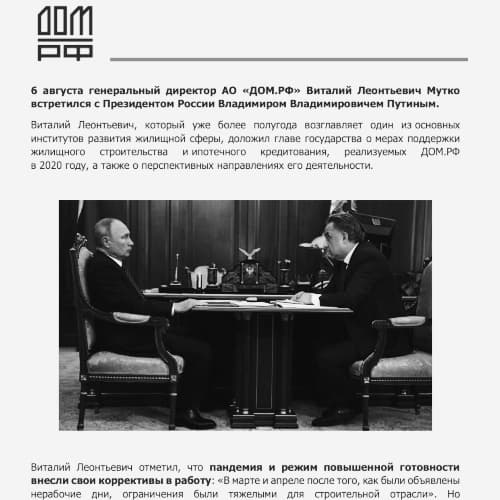 ДОМ
РФ
6 августа генеральный директор АО «ДОМ.РФ» Виталий Леонтьевич Мутко
встретился с Президентом России Владимиром Владимировичем Путиным.
Виталий Леонтьевич, который уже более полугода возглавляет один из основных
институтов развития жилищной сферы, доложил главе государства о мерах поддержки
жилищного строительства и ипотечного кредитования, реализуемых ДОМ.РФ
в 2020 году, а также о перспективных направлениях его деятельности.
Виталий Леонтьевич отметил, что пандемия и режим повышенной готовности
внесли свои коррективы в работу: «В марте и апреле после того, как были объявлены
нерабочие дни, ограничения были тяжелыми для строительной отрасли». Но